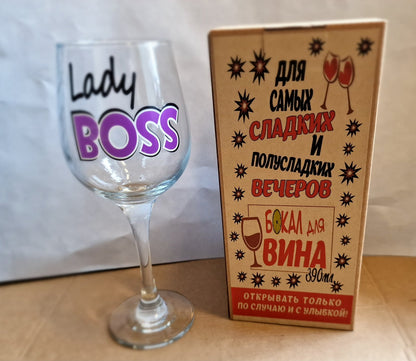 Lady
BOSS
ДЛЯ
САМЫХ
СЛАДКИХ
И
ПОЛУСЛАДКИХ
ВЕЧЕРОВ
БОКАЛ для
ВИНА
390мл
ОТКРЫВАТЬ ТОЛЬКО
ПО СЛУЧАЮ И С УЛЫБКОЙ!